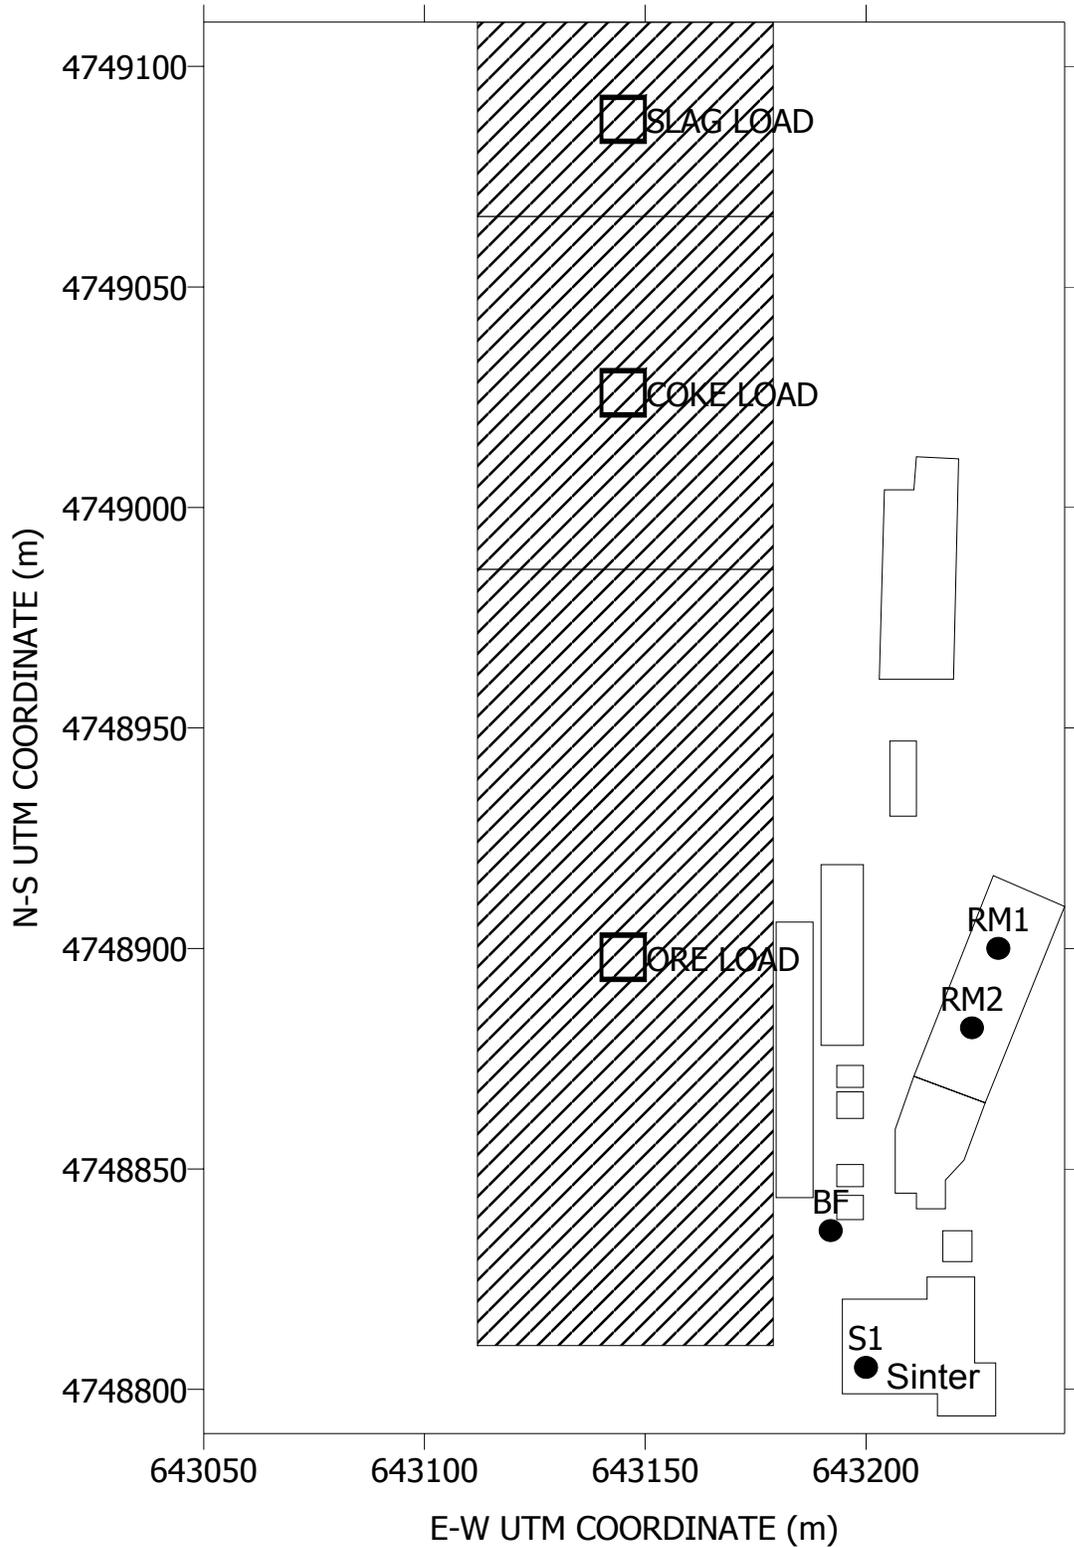 4749100
SLAG LOAD
4749050
COKE LOAD
4749000
N-S UTM COORDINATE (m)
4748950
RM1
4748900
ORE LOAD
RM2
4748850
BF
S1
Sinter
4748800
643050
643100
643150
643200
E-W UTM COORDINATE (m)